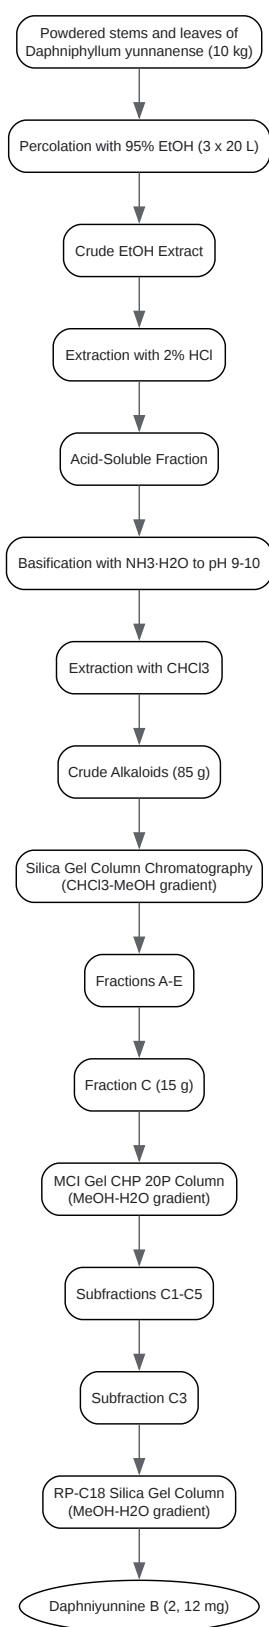 Powdered stems and leaves of
Daphniphyllum yunnanense (10 kg)
Percolation with 95% EtOH (3 x 20 L)
Crude EtOH Extract
Extraction with 2% HCl
Acid-Soluble Fraction
Basification with NH3·H2O to pH 9-10
Extraction with CHCl3
Crude Alkaloids (85 g)
Silica Gel Column Chromatography
(CHCl3-MeOH gradient)
Fractions A-E
Fraction C (15 g)
MCI Gel CHP 20P Column
(MeOH-H2O gradient)
Subfractions C1-C5
Subfraction C3
RP-C18 Silica Gel Column
(MeOH-H2O gradient)
Daphniyunnine B (2, 12 mg)